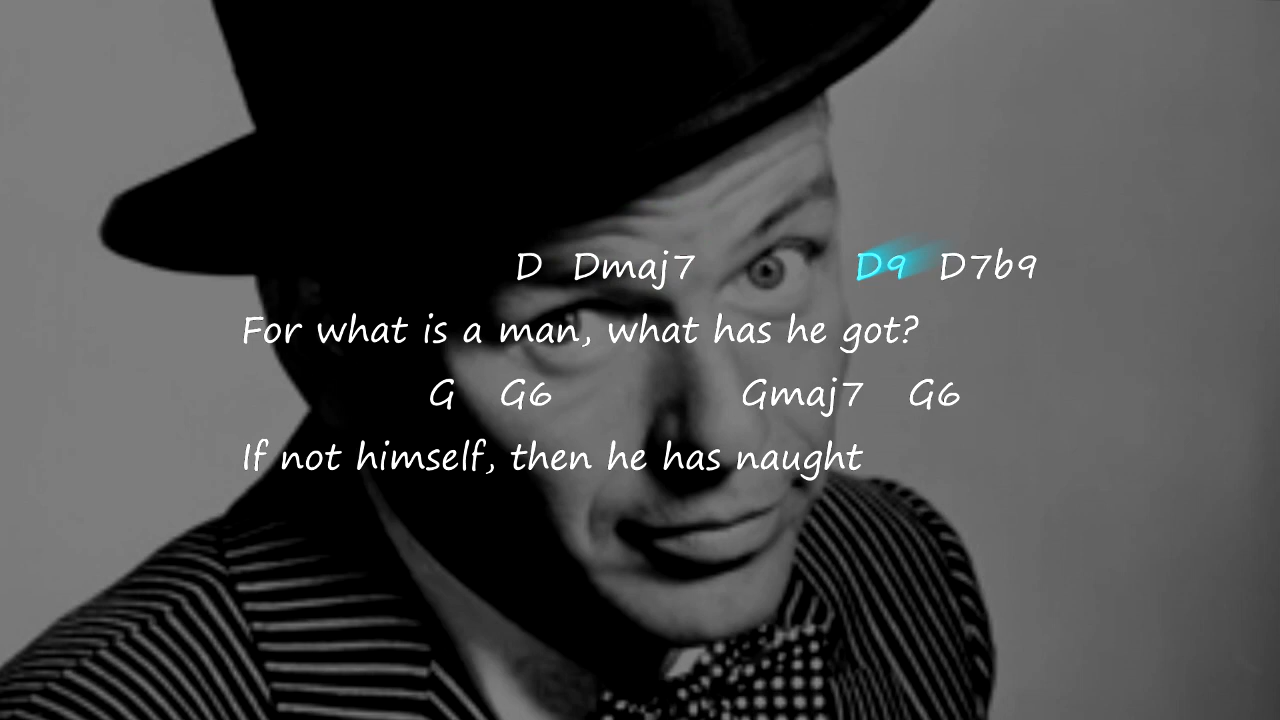 D Dmaj7 D9 D7b9
For what is a man, what has he got?
G G6 Gmaj7 G6
If not himself, then he has naught